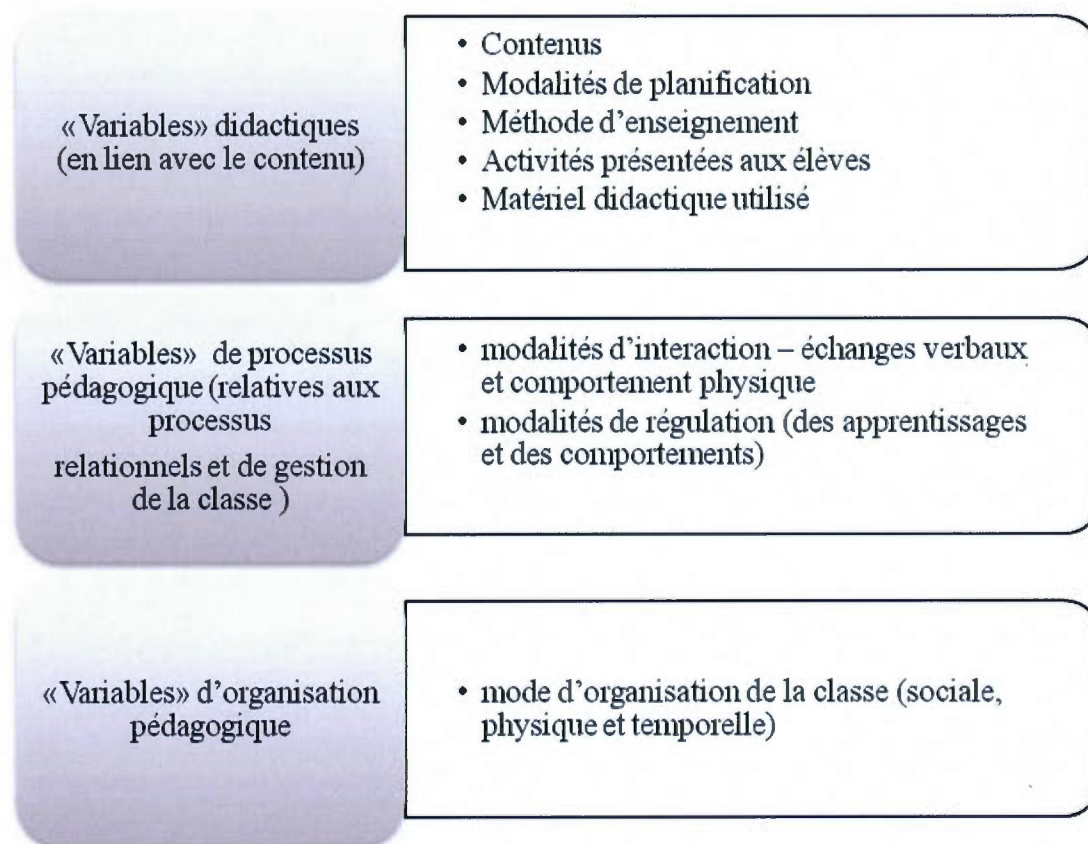 «Variables» didactiques
(en lien avec le contenu)
• Contenus
• Modalités de planification
• Méthode d'enseignement
• Activités présentées aux élèves
• Matériel didactique utilisé
«Variables» de processus
pédagogique (relatives aux
processus
relationnels et de gestion
de la classe )
• modalités d'interaction – échanges verbaux
et comportement physique
• modalités de régulation (des apprentissages
et des comportements)
«Variables» d'organisation
pédagogique
• mode d'organisation de la classe (sociale,
physique et temporelle)